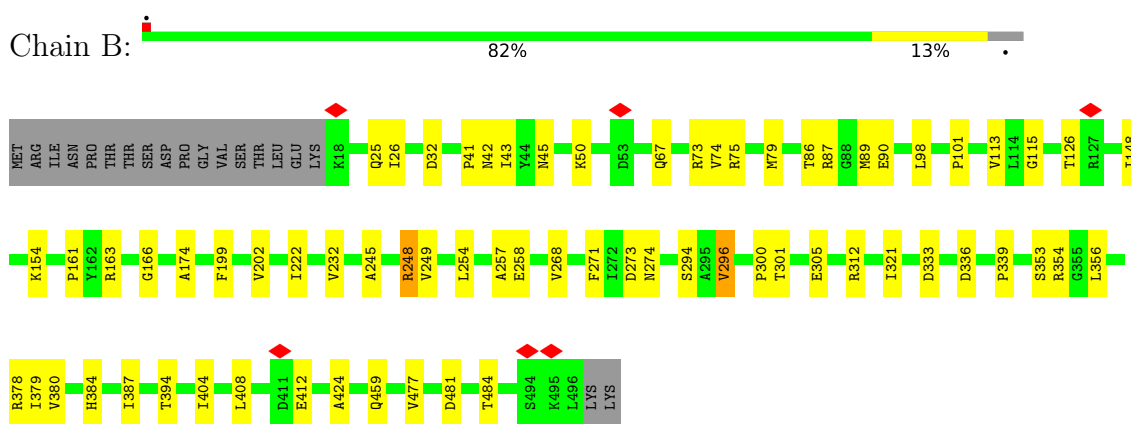 Chain B:
82%
13%
MET ARG ILE ASN PRO THR THR SER ASP PRO GLY VAL SER THR LEU GLU LYS K18 Q25 I26 D32 P41 N42 I43 Y44 N45 K50 D53 Q67 R73 V74 R75 M79 T86 R87 G88 M89 E90 L98 P101 V113 L114 G115 T126 R127 I148
K154 P161 Y162 R163 G166 A174 F199 V202 I222 V232 A245 R248 V249 L254 A257 E258 V268 F271 I272 D273 N274 S294 A295 V296 P300 T301 E305 R312 I321 D333 D336 P339 S353 R354 G355 L356
R378 I379 V380 H384 I387 T394 I404 L408 D411 E412 A424 Q459 V477 D481 T484 S494 K495 L496 LYS LYS